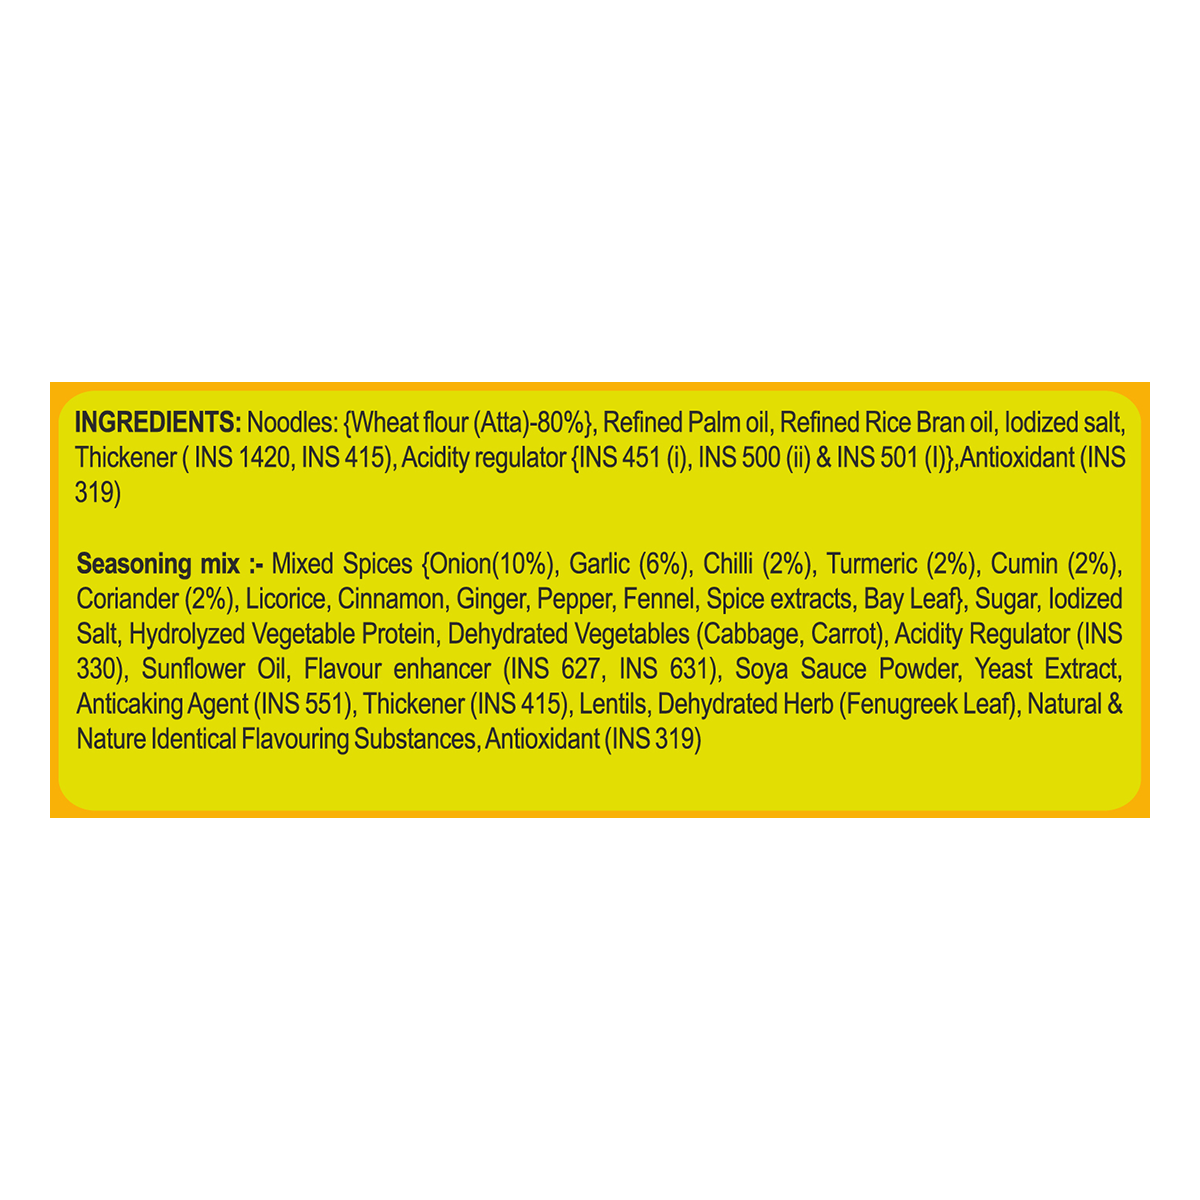 INGREDIENTS: Noodles: {Wheat flour (Atta)-80%}, Refined Palm oil, Refined Rice Bran oil, Iodized salt,
Thickener ( INS 1420, INS 415), Acidity regulator {INS 451 (i), INS 500 (ii) & INS 501 (I)},Antioxidant (INS
319)
Seasoning mix :- Mixed Spices {Onion(10%), Garlic (6%), Chilli (2%), Turmeric (2%), Cumin (2%),
Coriander (2%), Licorice, Cinnamon, Ginger, Pepper, Fennel, Spice extracts, Bay Leaf}, Sugar, Iodized
Salt, Hydrolyzed Vegetable Protein, Dehydrated Vegetables (Cabbage, Carrot), Acidity Regulator (INS
330), Sunflower Oil, Flavour enhancer (INS 627, INS 631), Soya Sauce Powder, Yeast Extract,
Anticaking Agent (INS 551), Thickener (INS 415), Lentils, Dehydrated Herb (Fenugreek Leaf), Natural &
Nature Identical Flavouring Substances, Antioxidant (INS 319)